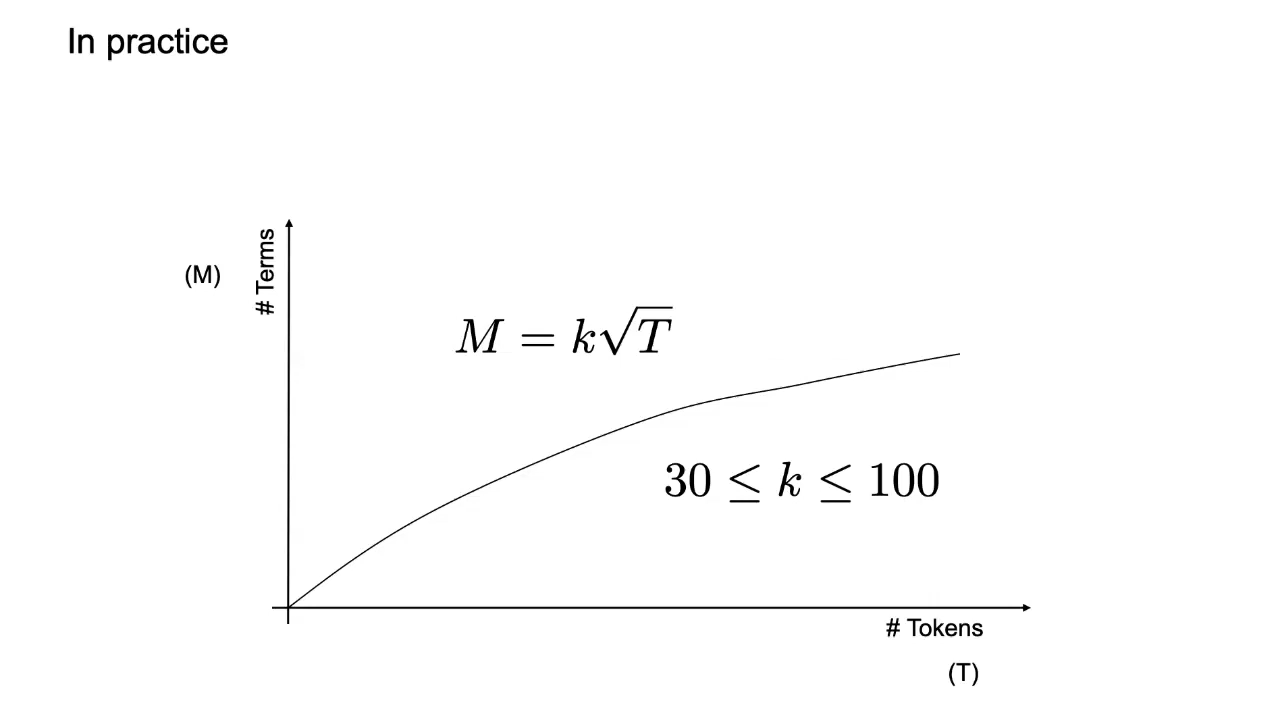 In practice
(M)
# Terms
M = k√T
30 ≤ k ≤ 100
# Tokens
(T)